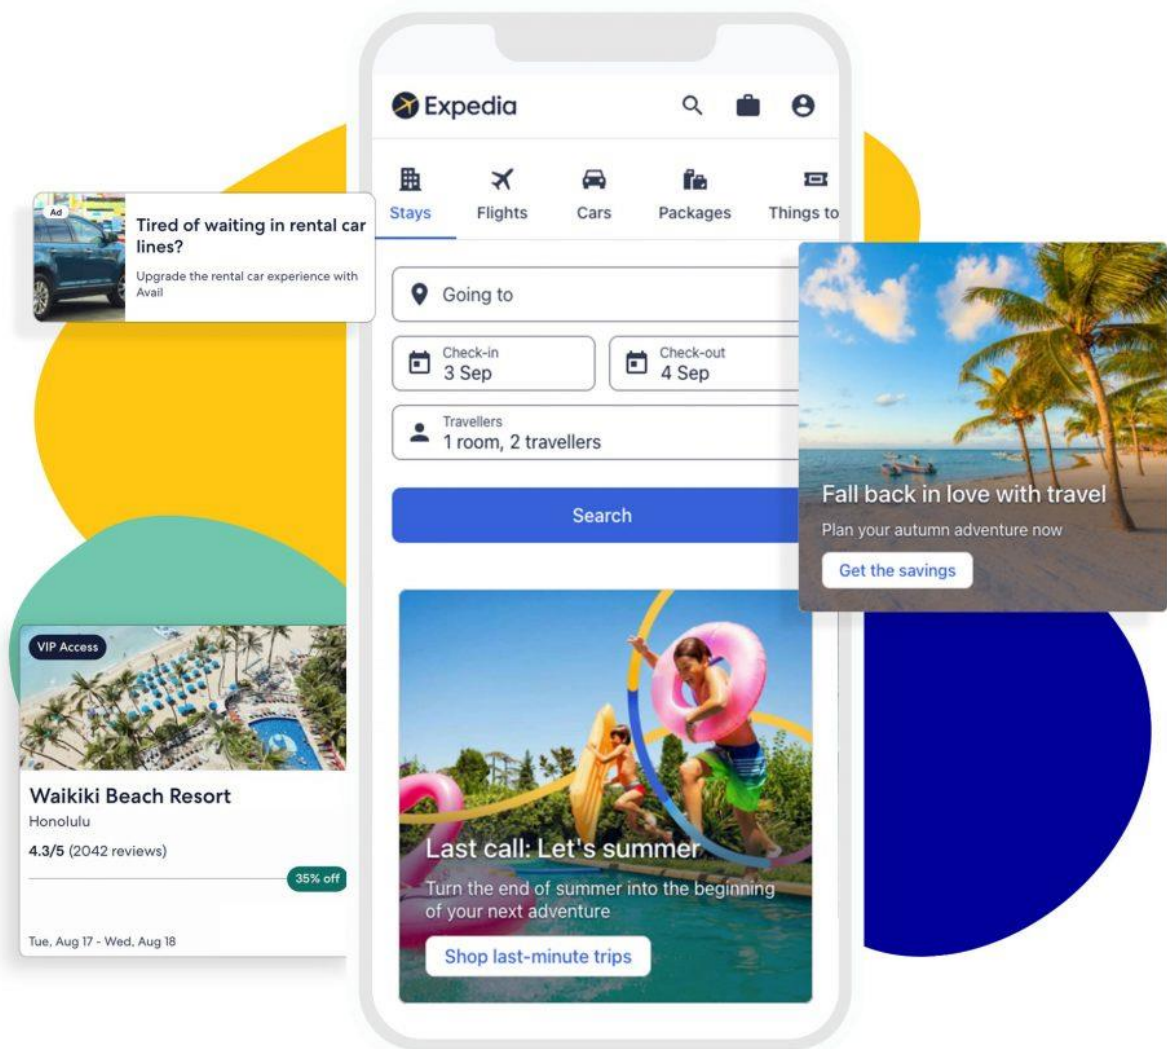 Expedia
Stays
Flights
Cars
Packages
Things to
Ad
Tired of waiting in rental car
lines?
Upgrade the rental car experience with
Avail
Going to
Check-in
3 Sep
Check-out
4 Sep
Travellers
1 room, 2 travellers
Search
Fall back in love with travel
Plan your autumn adventure now
Get the savings
VIP Access
Waikiki Beach Resort
Honolulu
4.3/5 (2042 reviews)
35% off
Tue, Aug 17 - Wed, Aug 18
Last call: Let's summer
Turn the end of summer into the beginning
of your next adventure
Shop last-minute trips